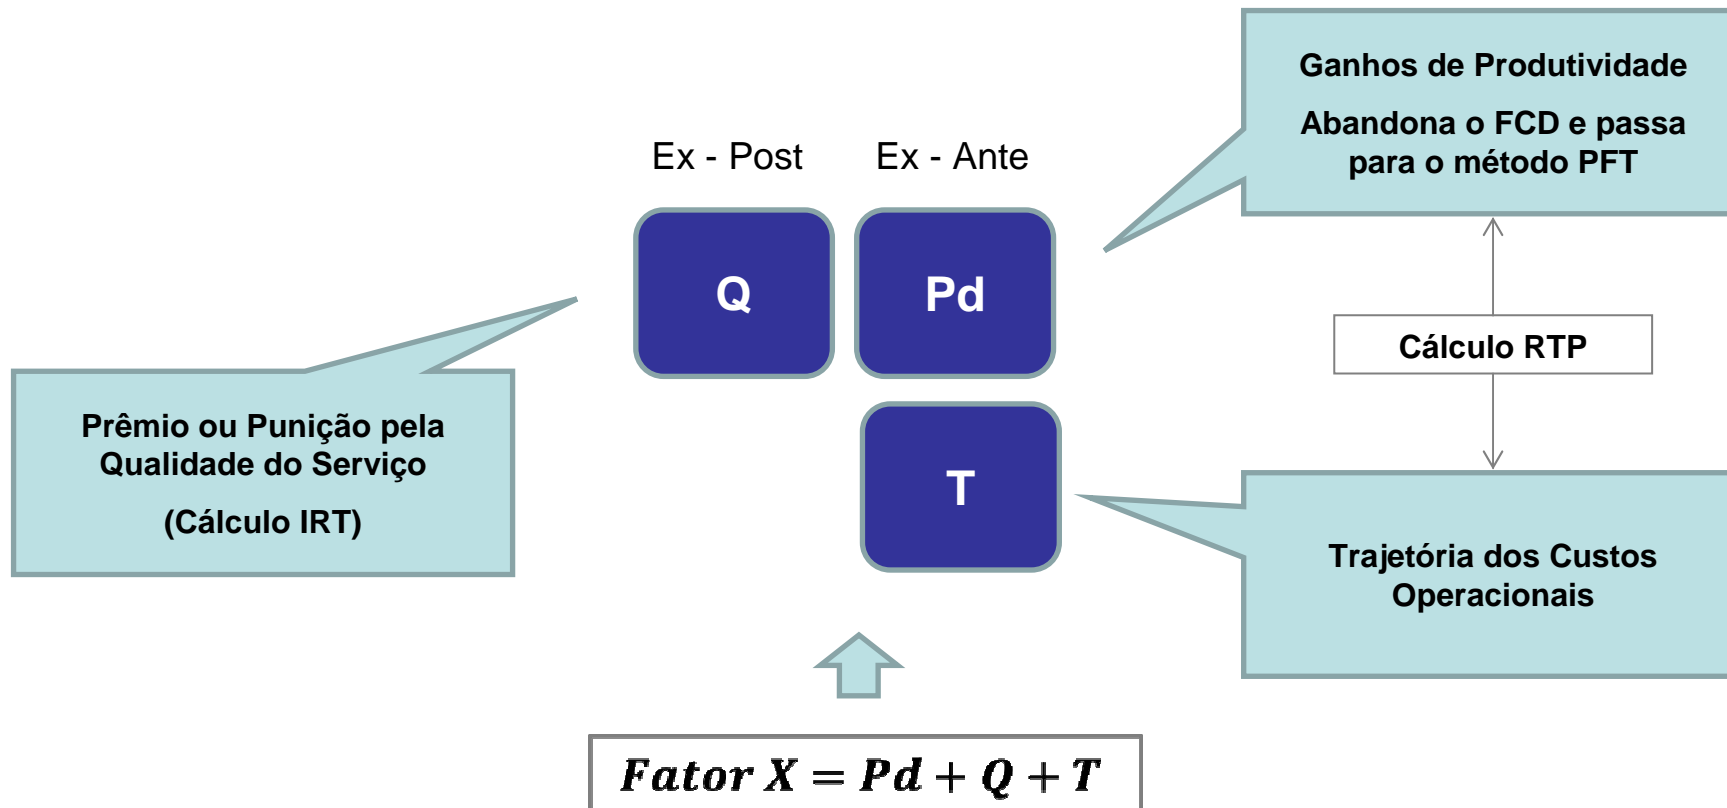 Ganhos de Produtividade
Abandona o FCD e passa
para o método PFT
Ex - Post
Ex - Ante
Q
Pd
Cálculo RTP
Prêmio ou Punição pela
Qualidade do Serviço
(Cálculo IRT)
T
Trajetória dos Custos
Operacionais
Fator X = Pd + Q + T